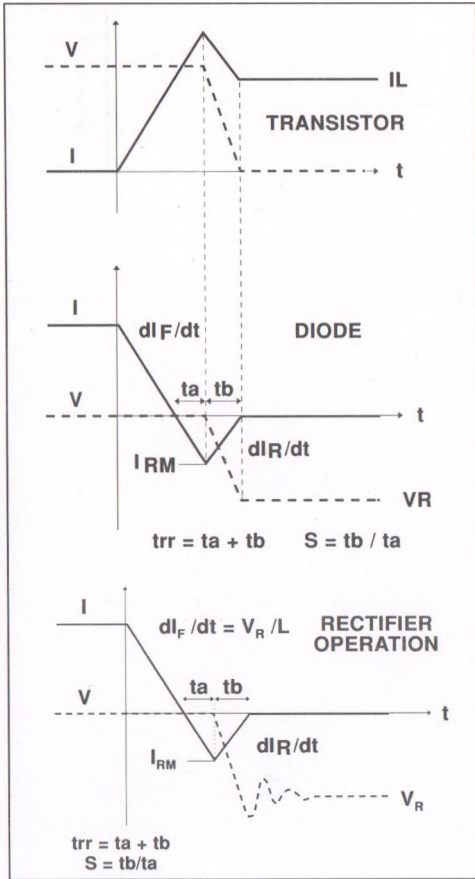 V
IL
TRANSISTOR
I
t
I
dIF/dt
DIODE
ta tb
V
t
IRM
dIR/dt
VR
trr = ta + tb S = tb / ta
I
dIF/dt = VR/L
RECTIFIER
OPERATION
ta tb
V
t
IRM
dIR/dt
VR
trr = ta + tb
S = tb/ta